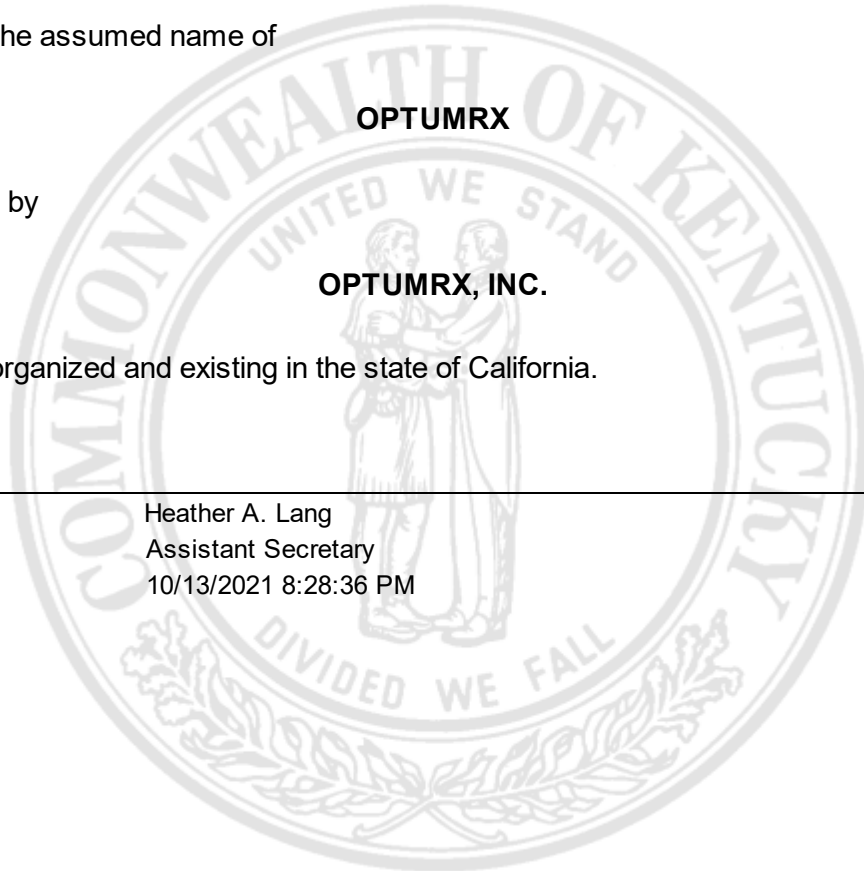 he assumed name of
OPTUMRX
by
OPTUMRX, INC.
organized and existing in the state of California.
Heather A. Lang
Assistant Secretary
10/13/2021 8:28:36 PM
COMMONWEALTH OF KENTUCKY
UNITED WE STAND
DIVIDED WE FALL